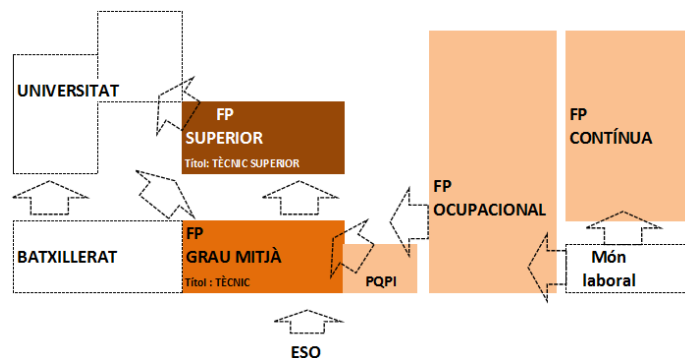 UNIVERSITAT
FP
SUPERIOR
Títol: TÈCNIC SUPERIOR
FP
CONTÍNUA
FP
OCUPACIONAL
BATXILLERAT
FP
GRAU MITJÀ
Títol : TÈCNIC
PQPI
Món
laboral
ESO